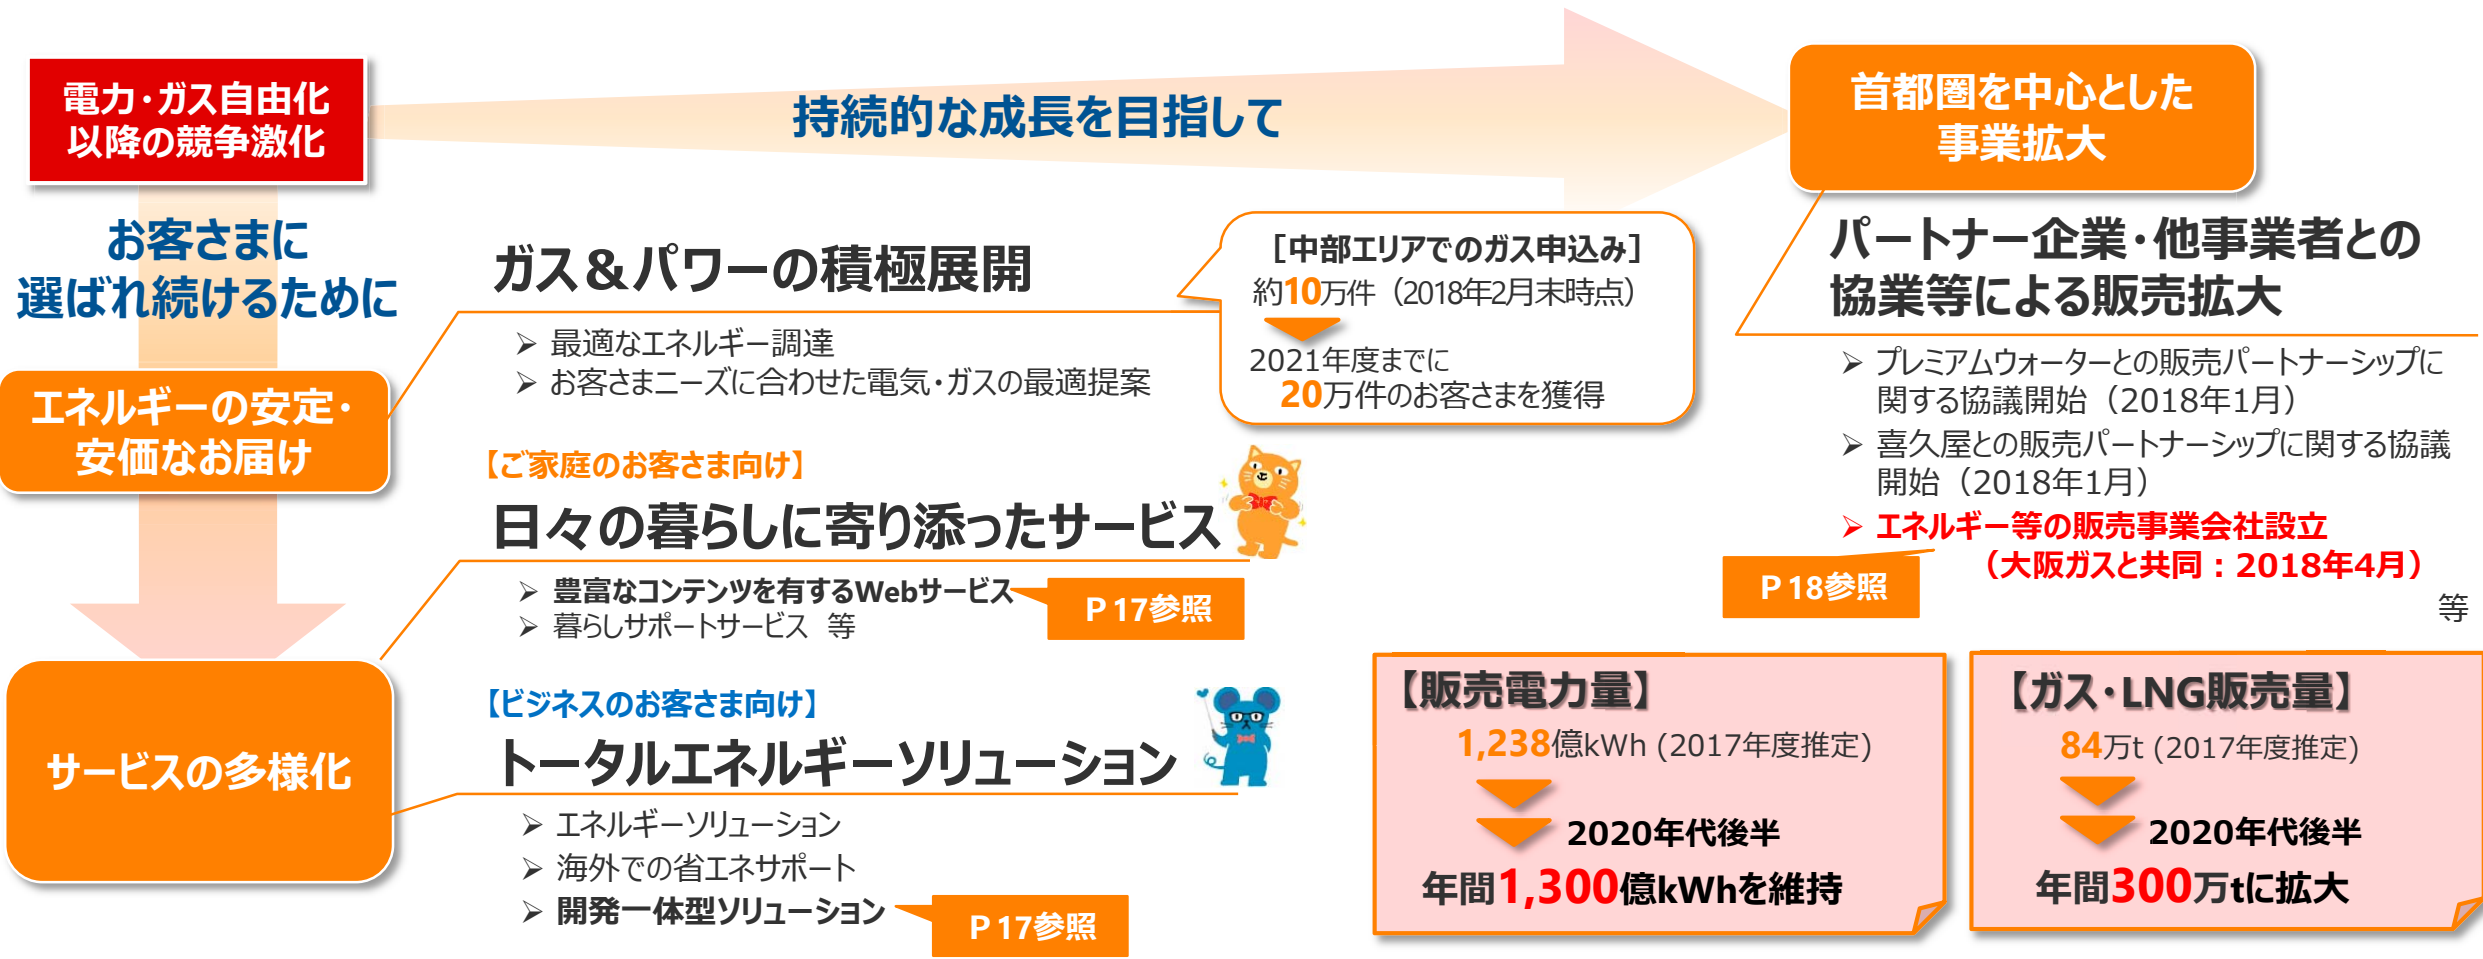 電力・ガス自由化
以降の競争激化
持続的な成長を目指して
首都圏を中心とした
事業拡大
お客さまに
選ばれ続けるために
エネルギーの安定・
安価なお届け
サービスの多様化
ガス＆パワーの積極展開
➢ 最適なエネルギー調達
➢ お客さまニーズに合わせた電気・ガスの最適提案
［中部エリアでのガス申込み］
約10万件（2018年2月末時点）
2021年度までに
20万件のお客さまを獲得
【ご家庭のお客さま向け】
日々の暮らしに寄り添ったサービス
➢ 豊富なコンテンツを有するWebサービス
➢ 暮らしサポートサービス 等
Ｐ17参照
【ビジネスのお客さま向け】
トータルエネルギーソリューション
➢ エネルギーソリューション
➢ 海外での省エネサポート
➢ 開発一体型ソリューション
Ｐ17参照
パートナー企業・他事業者との
協業等による販売拡大
➢ プレミアムウォーターとの販売パートナーシップに
関する協議開始（2018年1月）
➢ 喜久屋との販売パートナーシップに関する協議
開始（2018年1月）
➢ エネルギー等の販売事業会社設立
（大阪ガスと共同：2018年4月）
Ｐ18参照
等
【販売電力量】
1,238億kWh (2017年度推定)
2020年代後半
年間1,300億kWhを維持
【ガス・LNG販売量】
84万t (2017年度推定)
2020年代後半
年間300万tに拡大